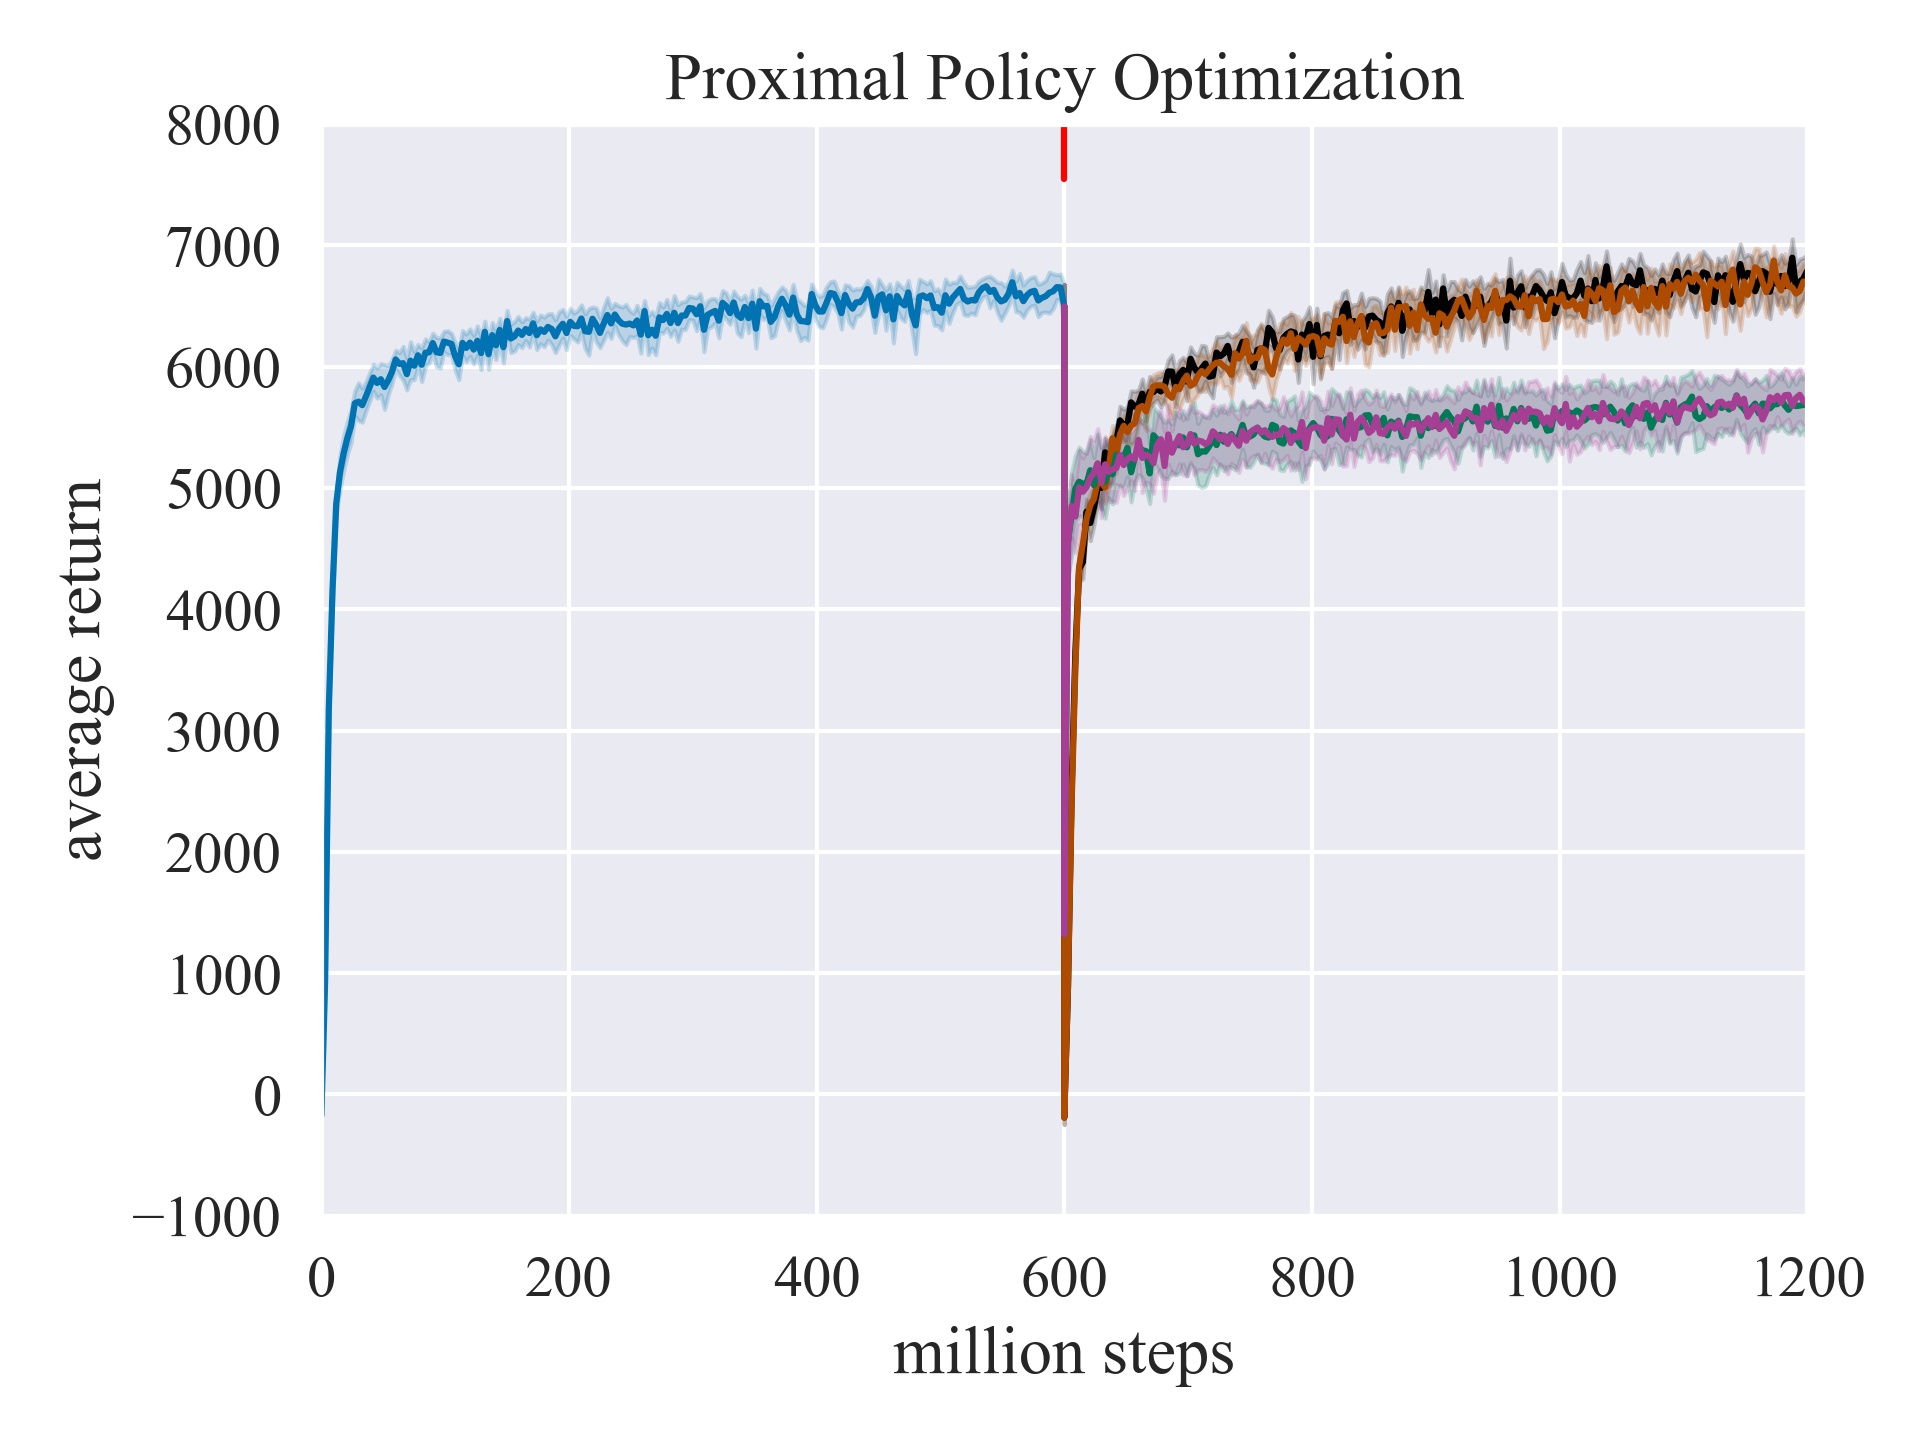 Proximal Policy Optimization
8000
7000
6000
5000
4000
3000
2000
1000
0
−1000
average return
0 200 400 600 800 1000 1200
million steps